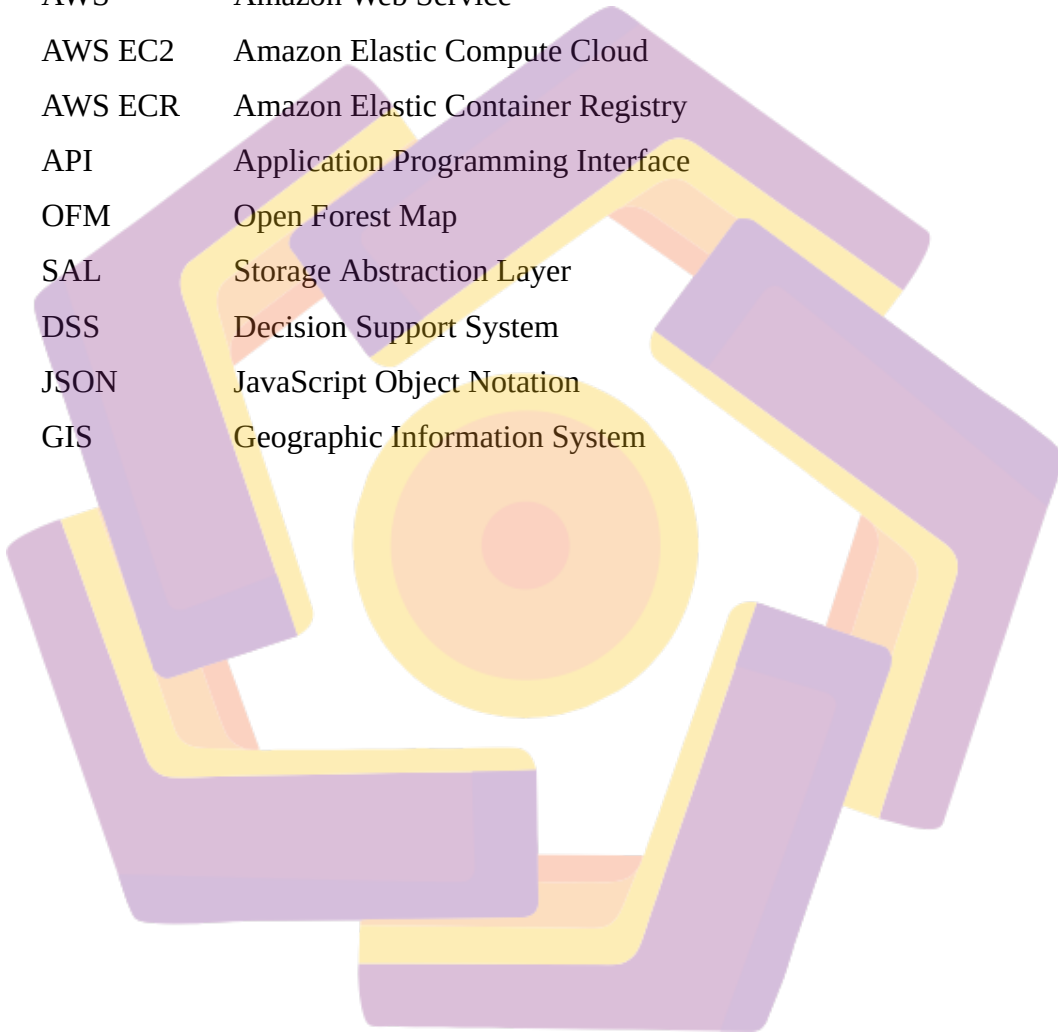 AWS Amazon Web Service
AWS EC2 Amazon Elastic Compute Cloud
AWS ECR Amazon Elastic Container Registry
API Application Programming Interface
OFM Open Forest Map
SAL Storage Abstraction Layer
DSS Decision Support System
JSON JavaScript Object Notation
GIS Geographic Information System